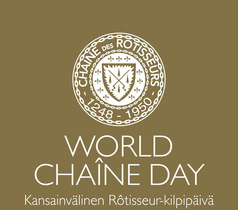 CHAÎNE DES RÔTISSEURS
1248 - 1950
WORLD
CHAÎNE DAY
Kansainvälinen Rôtisseur-kilpipäivä